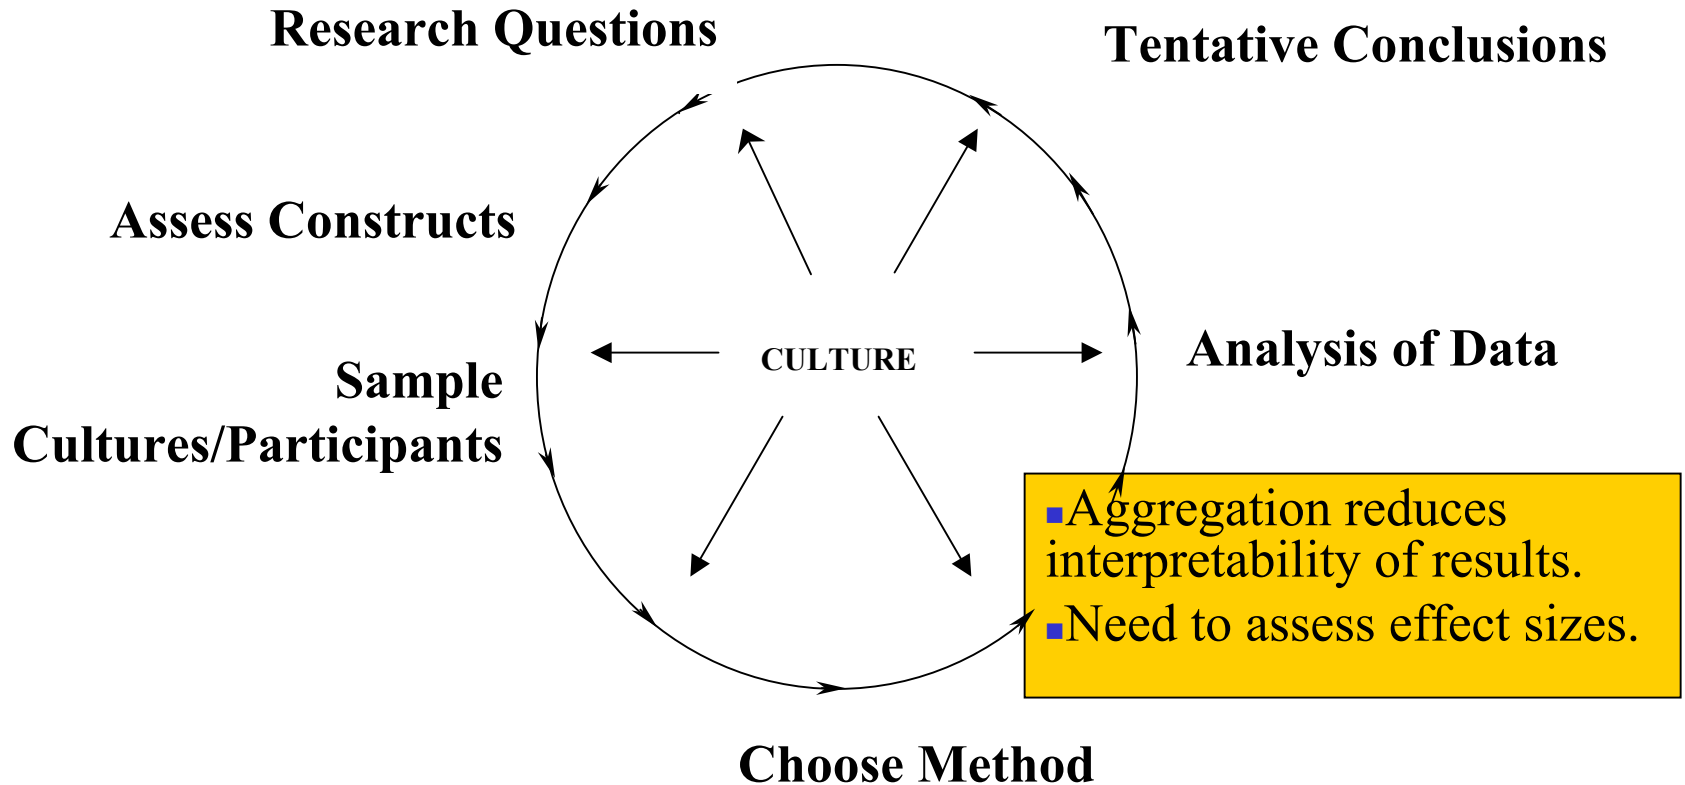 Research Questions
Tentative Conclusions
Assess Constructs
CULTURE
Analysis of Data
Sample
Cultures/Participants
■Aggregation reduces
interpretability of results.
■Need to assess effect sizes.
Choose Method